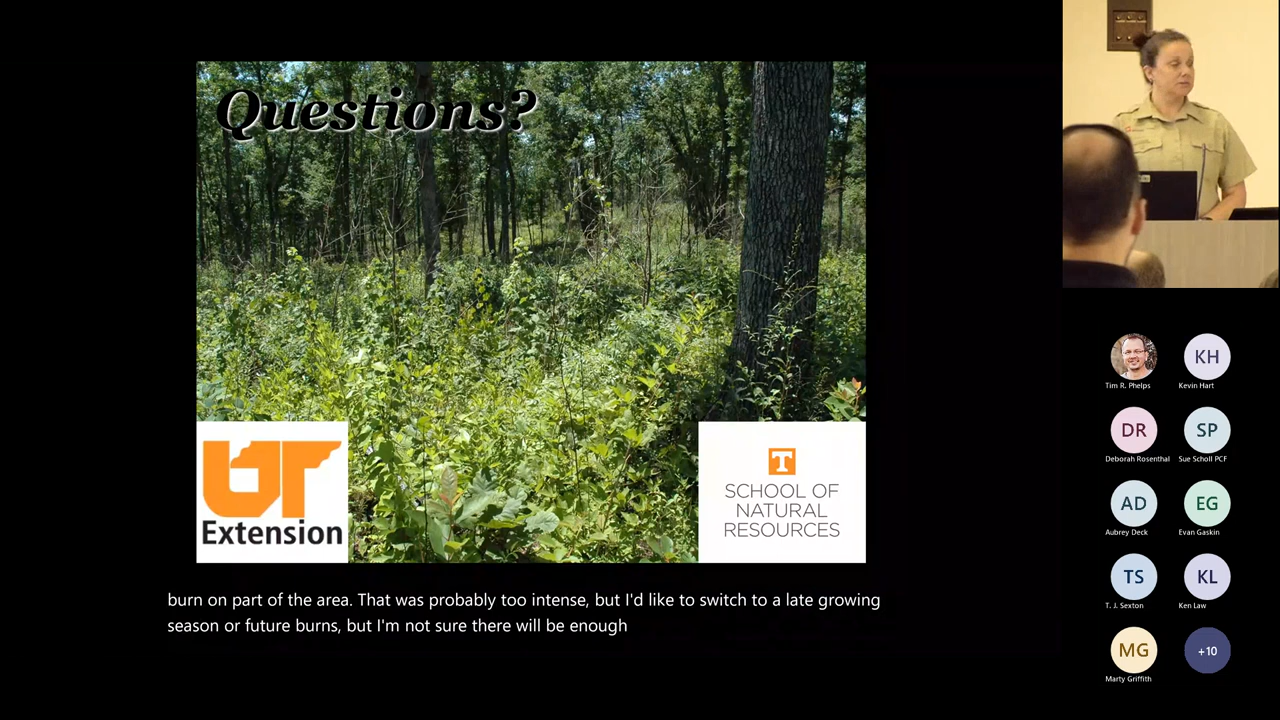 Questions?
UT
Extension
T
SCHOOL OF
NATURAL
RESOURCES
burn on part of the area. That was probably too intense, but I'd like to switch to a late growing
season or future burns, but I'm not sure there will be enough
Tim R. Phelps
KH
Kevin Hart
DR
Deborah Rosenthal
SP
Sue Scholl PCF
AD
Aubrey Deck
EG
Evan Gaskin
TS
T. J. Sexton
KL
Ken Law
MG
Marty Griffith
+10